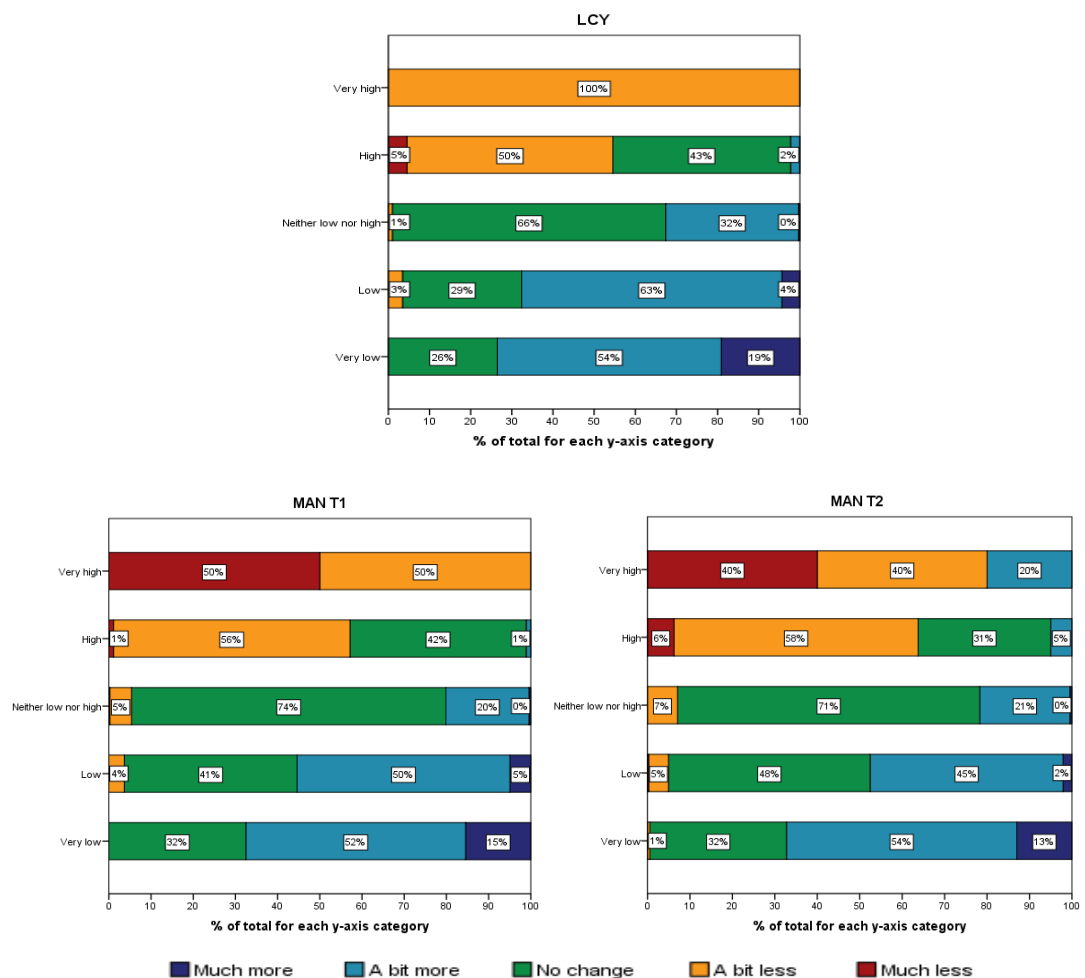 LCY
Very high
100%
High
5% 50% 43% 2%
Neither low nor high
1% 66% 32% 0%
Low
3% 29% 63% 4%
Very low
26% 54% 19%
0 10 20 30 40 50 60 70 80 90 100
% of total for each y-axis category
MAN T1
Very high
50% 50%
High
1% 56% 42% 1%
Neither low nor high
5% 74% 20% 0%
Low
4% 41% 50% 5%
Very low
32% 52% 15%
0 10 20 30 40 50 60 70 80 90 100
% of total for each y-axis category
MAN T2
Very high
40% 40% 20%
High
6% 58% 31% 5%
Neither low nor high
7% 71% 21% 0%
Low
5% 48% 45% 2%
Very low
1% 32% 54% 13%
0 10 20 30 40 50 60 70 80 90 100
% of total for each y-axis category
Much more A bit more No change A bit less Much less